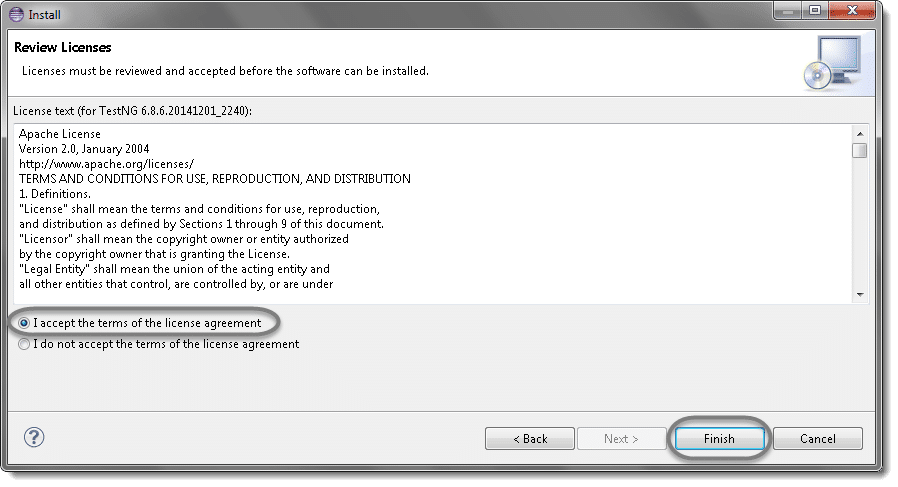 Install
Review Licenses
Licenses must be reviewed and accepted before the software can be installed.
License text (for TestNG 6.8.6.20141201_2240):
Apache License
Version 2.0, January 2004
http://www.apache.org/licenses/
TERMS AND CONDITIONS FOR USE, REPRODUCTION, AND DISTRIBUTION
1. Definitions.
"License" shall mean the terms and conditions for use, reproduction,
and distribution as defined by Sections 1 through 9 of this document.
"Licensor" shall mean the copyright owner or entity authorized
by the copyright owner that is granting the License.
"Legal Entity" shall mean the union of the acting entity and
all other entities that control, are controlled by, or are under
I accept the terms of the license agreement
I do not accept the terms of the license agreement
? < Back Next > Finish Cancel